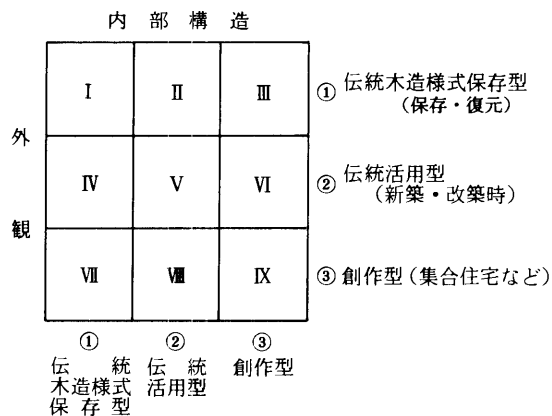 内部構造
Ⅰ Ⅱ Ⅲ ① 伝統木造様式保存型
(保存・復元)
外
Ⅳ Ⅴ Ⅵ ② 伝統活用型
(新築・改築時)
観
Ⅶ Ⅷ Ⅸ ③ 創作型(集合住宅など)
① ② ③
伝統 伝統 創作型
木造様式 活用型
保存型